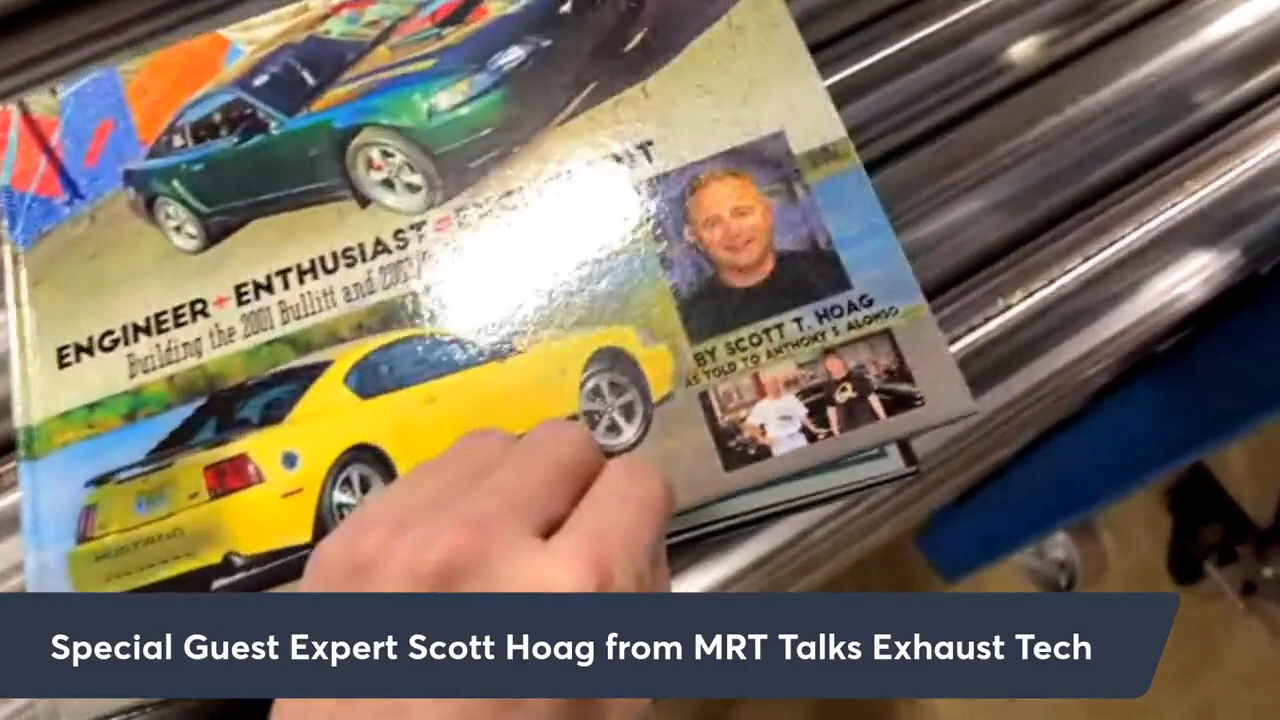 ENGINEER+ENTHUSIAST=
Building the 2001 Bullitt and
BY SCOTT T. HOAG
AS TOLD TO ANTHONY S. ALONSO
MUSTANG
Special Guest Expert Scott Hoag from MRT Talks Exhaust Tech